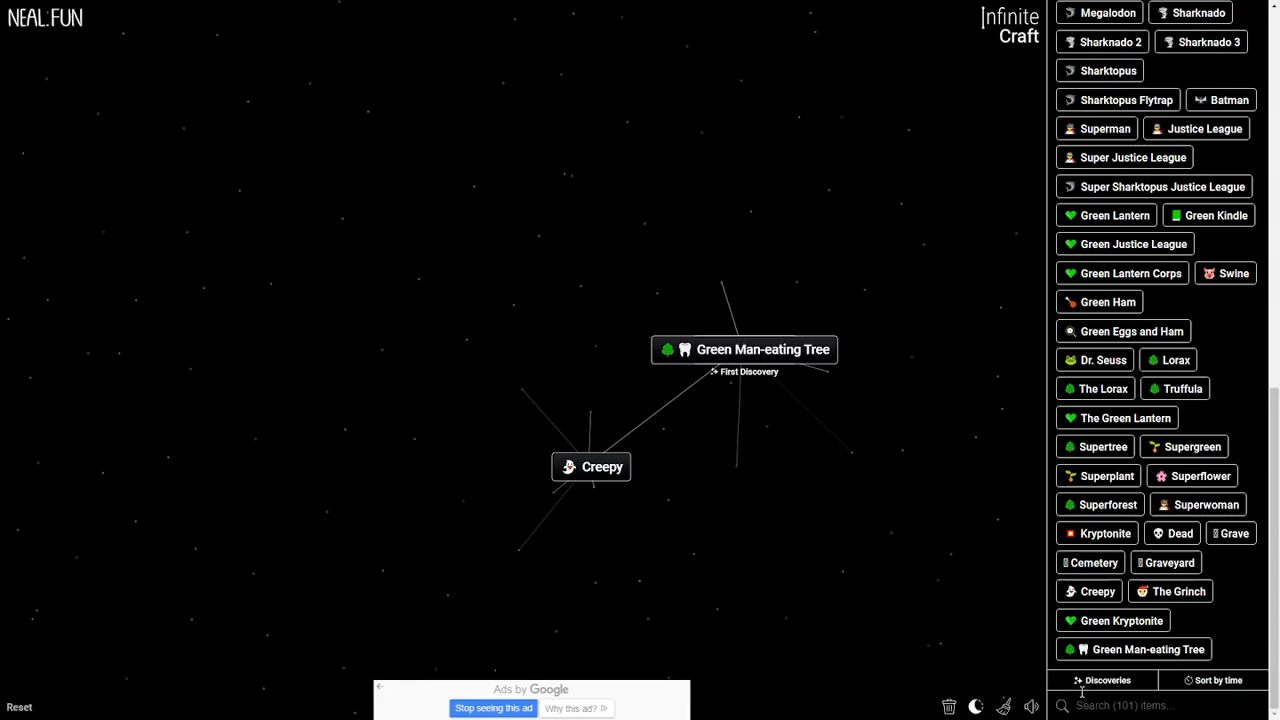 NEAL.FUN
Infinite
Craft
Megalodon
Sharknado
Sharknado 2
Sharknado 3
Sharktopus
Sharktopus Flytrap
Batman
Superman
Justice League
Super Justice League
Super Sharktopus Justice League
Green Lantern
Green Kindle
Green Justice League
Green Lantern Corps
Swine
Green Ham
Green Eggs and Ham
Dr. Seuss
Lorax
The Lorax
Truffula
The Green Lantern
Supertree
Supergreen
Superplant
Superflower
Superforest
Superwoman
Kryptonite
Dead
Grave
Cemetery
Graveyard
Creepy
The Grinch
Green Kryptonite
Green Man-eating Tree
Discoveries
Sort by time
Search (101) items...
Green Man-eating Tree
First Discovery
Creepy
Ads by Google
Stop seeing this ad
Why this ad?
Reset